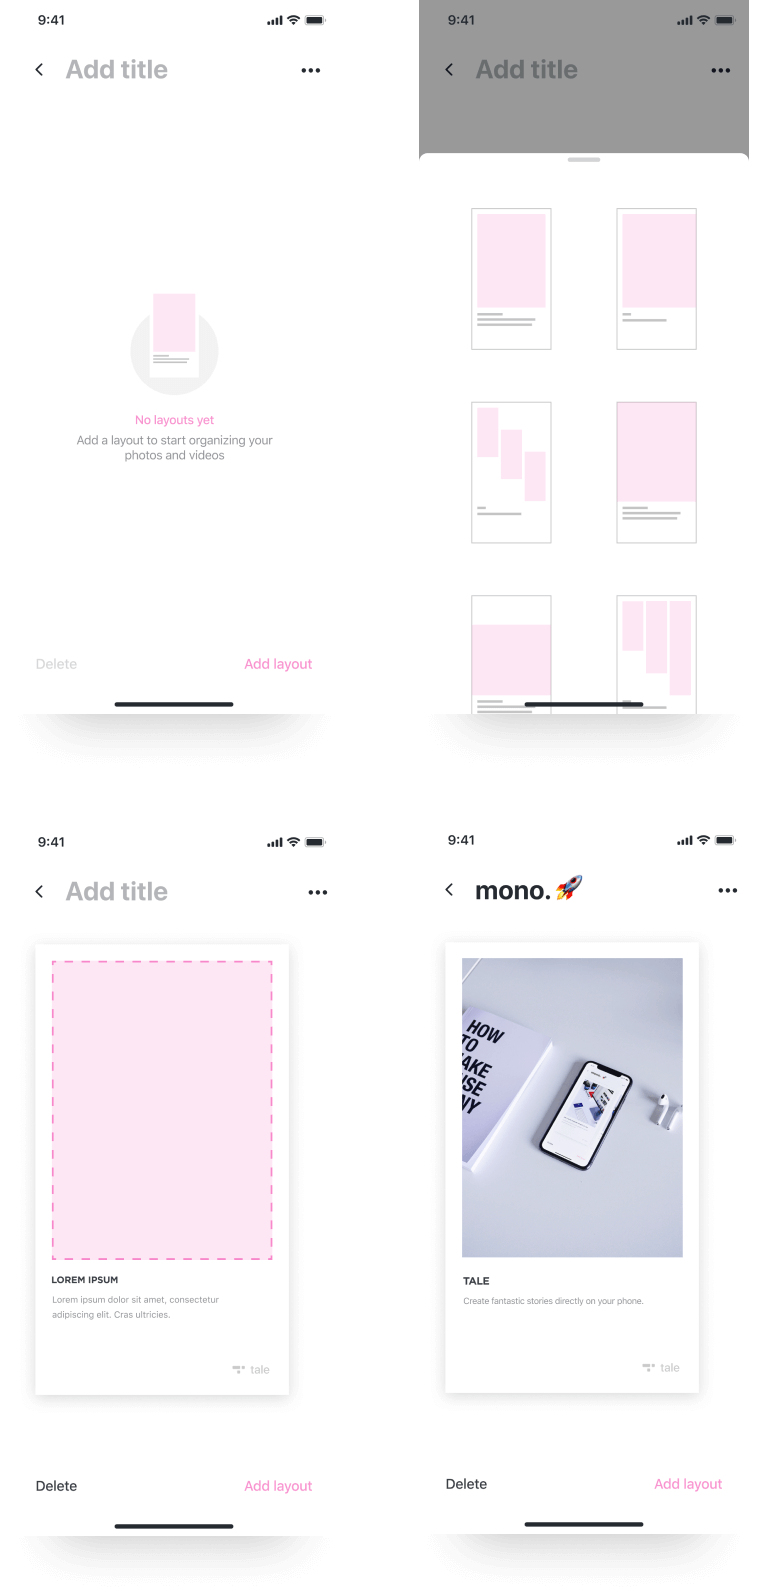 9:41
Add title
No layouts yet
Add a layout to start organizing your
photos and videos
Delete
Add layout
9:41
Add title
9:41
Add title
LOREM IPSUM
Lorem ipsum dolor sit amet, consectetur
adipiscing elit. Cras ultricies.
tale
Delete
Add layout
9:41
mono.🚀
HOW
TO
AKE
SE
NY
TALE
Create fantastic stories directly on your phone.
tale
Delete
Add layout